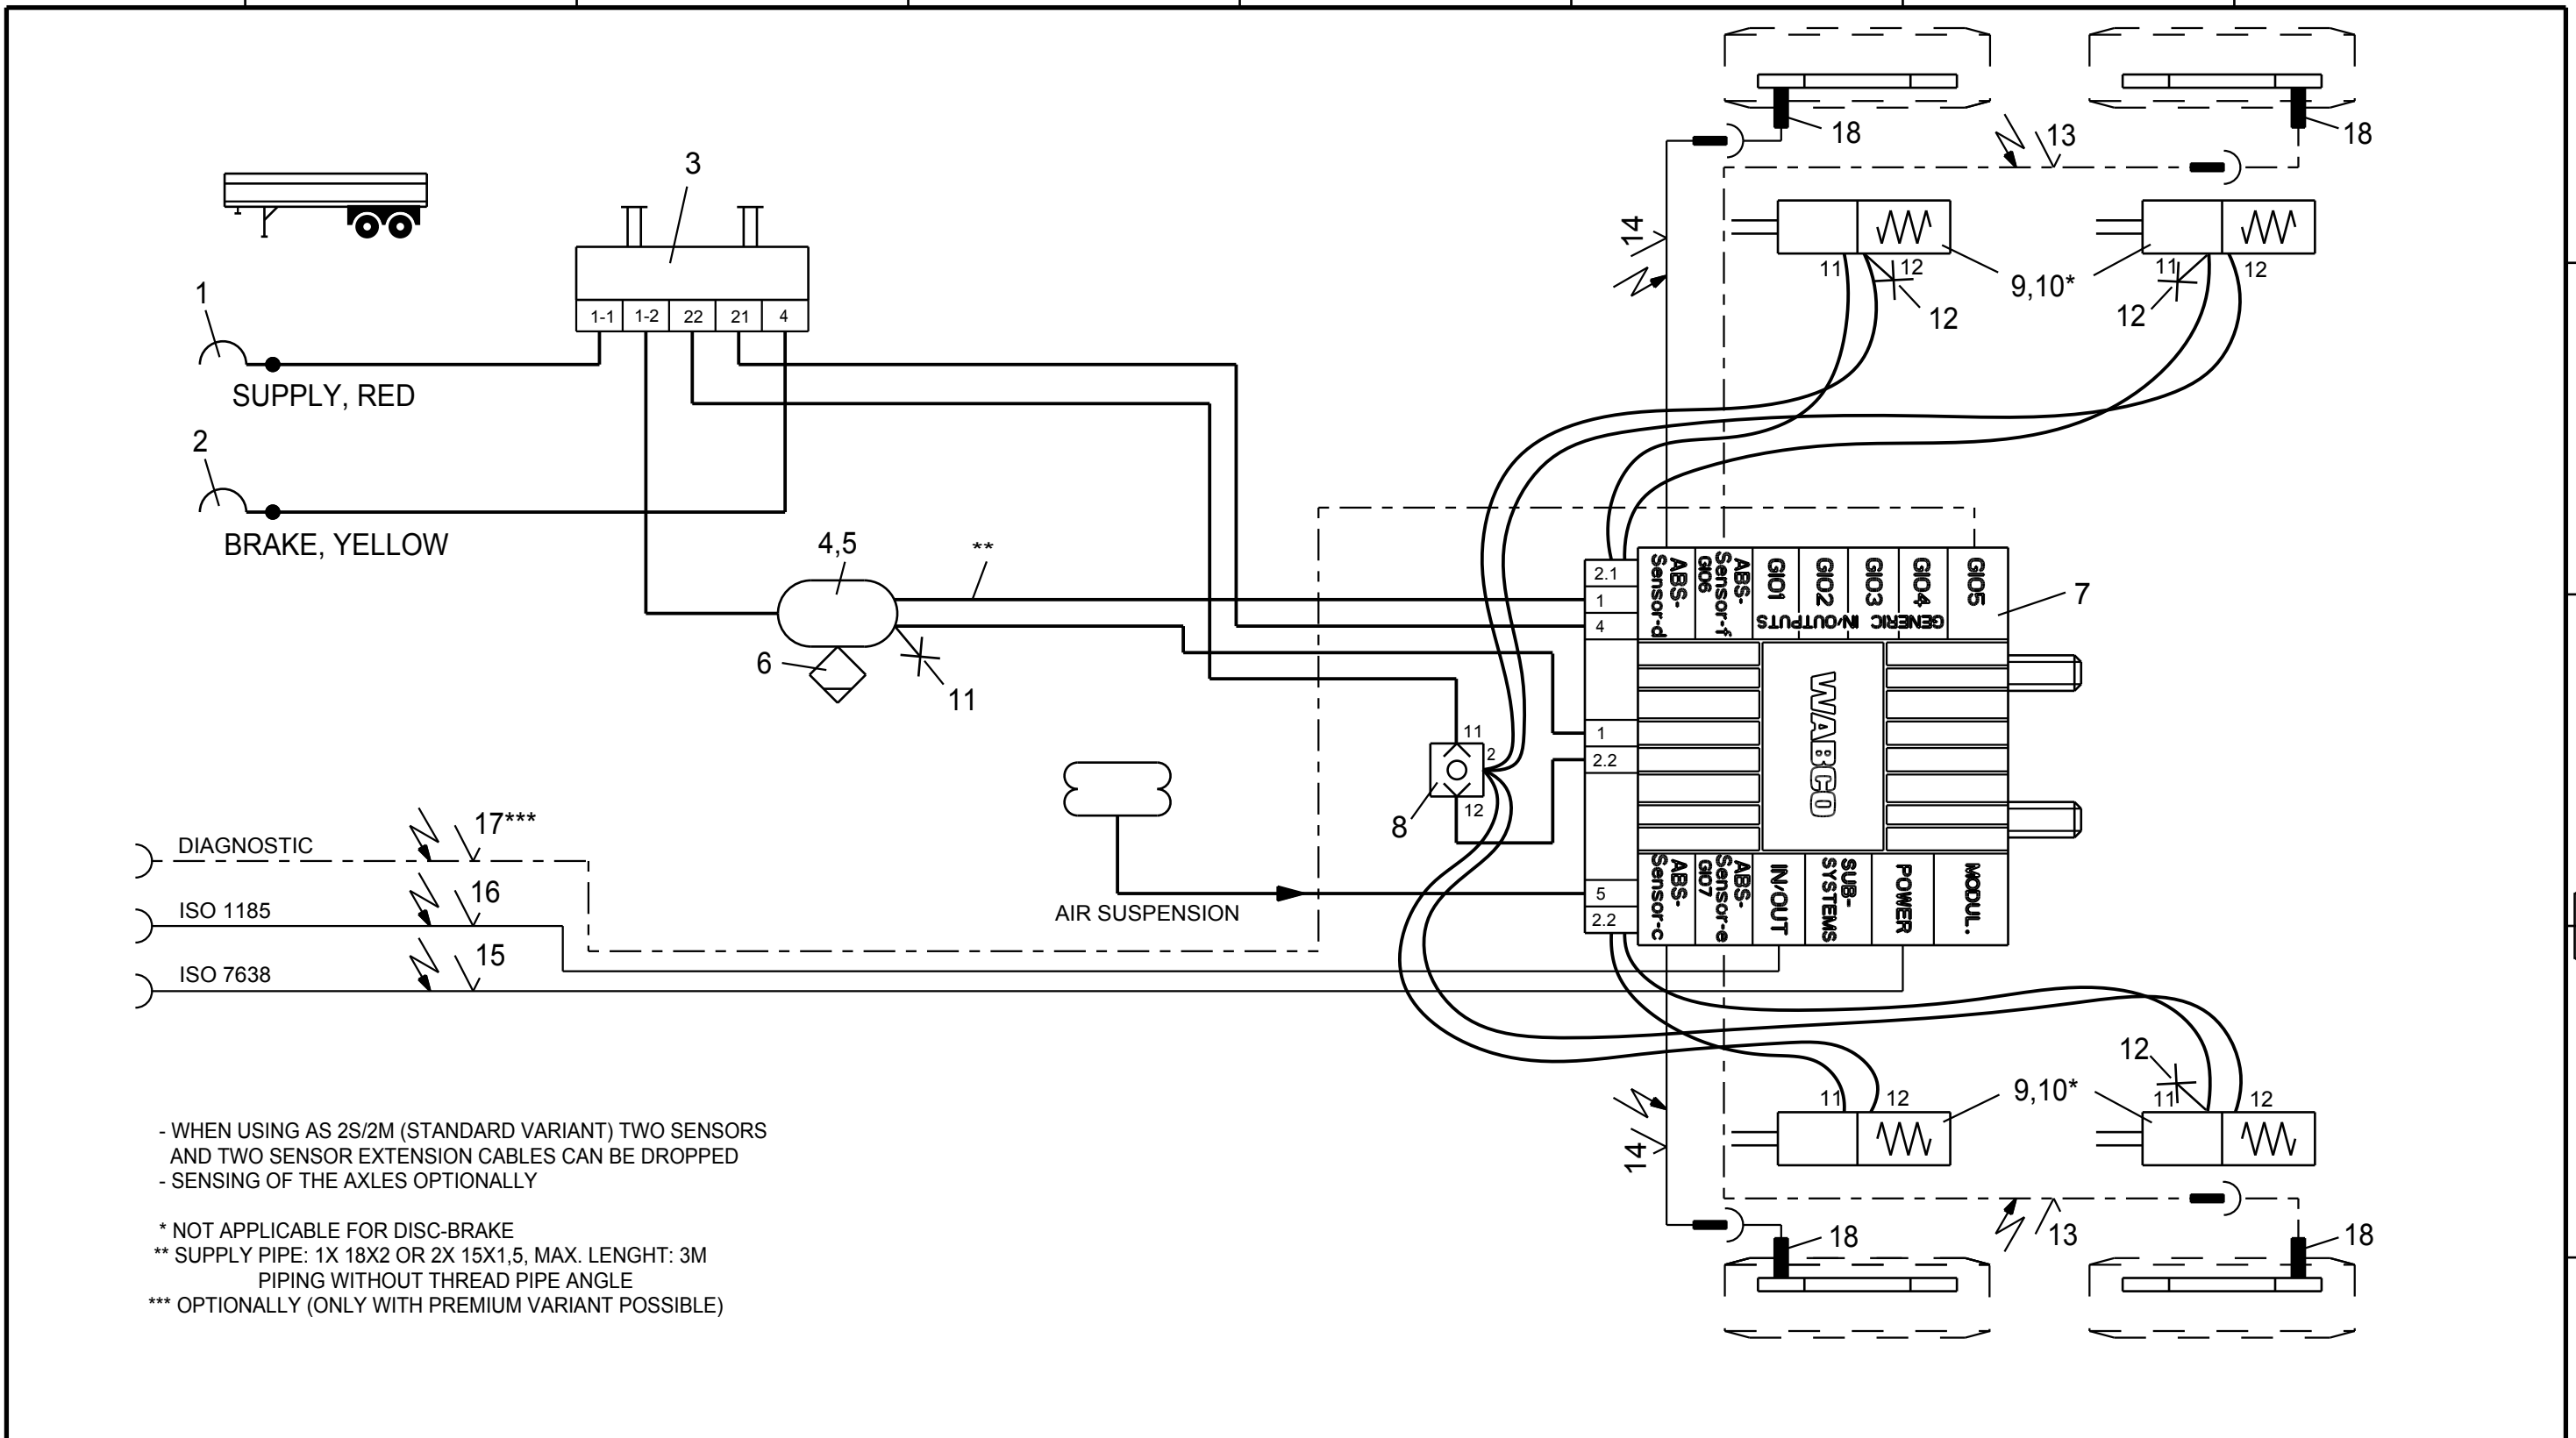 18
18
13
3
14
11
12
12
9,10*
11
12
12
1
1-1
1-2
22
21
4
SUPPLY, RED
2
BRAKE, YELLOW
4,5
**
6
11
2.1
1
4
1
2.2
5
2.2
ABS-
Sensor-d
ABS-
Sensor-f
GIO6
GIO1
GIO2
GIO3
GIO4
GIO5
GENERIC IN/OUTPUTS
7
WABCO
11
2
12
8
AIR SUSPENSION
ABS-
Sensor-c
ABS-
Sensor-e
GIO7
IN/OUT
SUB-
SYSTEMS
POWER
MODUL.
DIAGNOSTIC
17***
ISO 1185
16
ISO 7638
15
12
11
12
9,10*
11
12
14
13
18
18
- WHEN USING AS 2S/2M (STANDARD VARIANT) TWO SENSORS
AND TWO SENSOR EXTENSION CABLES CAN BE DROPPED
- SENSING OF THE AXLES OPTIONALLY
* NOT APPLICABLE FOR DISC-BRAKE
** SUPPLY PIPE: 1X 18X2 OR 2X 15X1,5, MAX. LENGHT: 3M
PIPING WITHOUT THREAD PIPE ANGLE
*** OPTIONALLY (ONLY WITH PREMIUM VARIANT POSSIBLE)